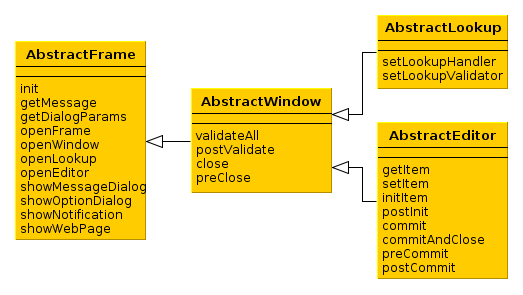 AbstractFrame
init
getMessage
getDialogParams
openFrame
openWindow
openLookup
openEditor
showMessageDialog
showOptionDialog
showNotification
showWebPage
AbstractWindow
validateAll
postValidate
close
preClose
AbstractLookup
setLookupHandler
setLookupValidator
AbstractEditor
getItem
setItem
initItem
postInit
commit
commitAndClose
preCommit
postCommit